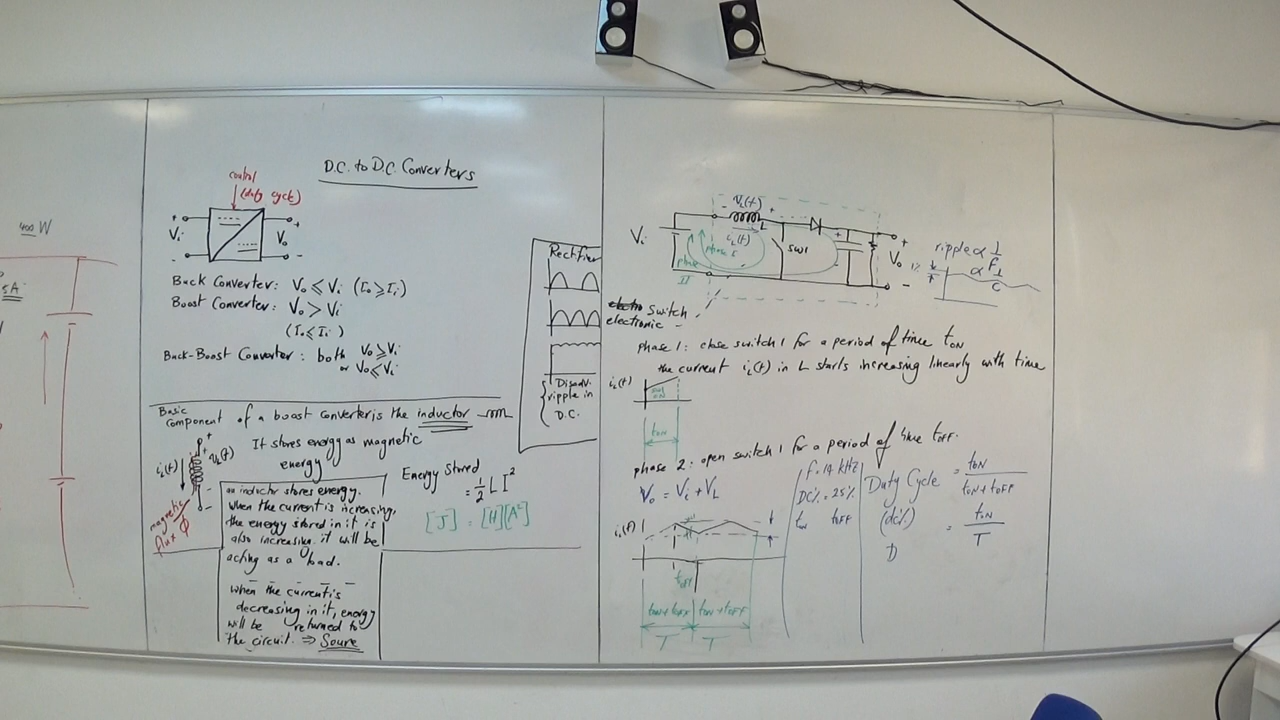 400 W
5A
D.C. to D.C. Converters
control
(duty cycle)
+
+
Vi
Vo
-
-
Buck Converter: Vo ⩽ Vi (Io ⩾ Ii)
Boost Converter: Vo > Vi
(Io ⩽ Ii)
Buck-Boost Converter: both Vo ⩾ Vi
or Vo ⩽ Vi
Rectifier
Disadv.
ripple in
D.C.
Basic
component of a boost converter is the inductor
It stores energy as magnetic
energy
iL(t)
+
vL(t)
-
magnetic
flux φ
an inductor stores energy.
when the current is increasing,
the energy stored in it is
also increasing. it will be
acting as a load.
when the current is
decreasing in it, energy
will be returned to
the circuit. ⇒ Soure
Energy Stored
= 1/2 L I²
[J] = [H][A²]
vL(t)
- +
L
iL(t)
Vi
phase I
phase
II
SW1
+
Vo
-
ripple α 1/f
α 1/c
1%
electro switch
electronic
phase 1: close switch 1 for a period of time tON
the current iL(t) in L starts increasing linearly with time
iL(t)
SW1
ON
tON
phase 2: open switch 1 for a period of time tOFF.
Vo = Vi + VL
iL(t)
tOFF
tON+tOFF tON+tOFF
T T
f = 14 kHz
DC% = 25%
tON tOFF
Duty Cycle = tON / tON + tOFF
(dc%) = tON / T
D